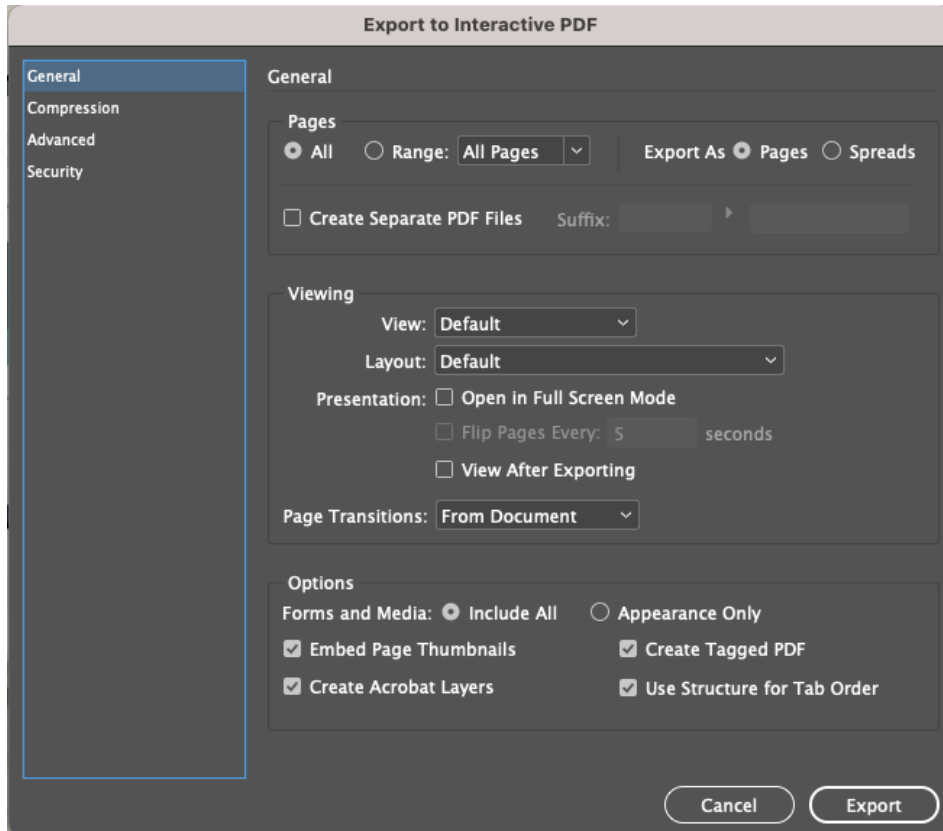 Export to Interactive PDF
General
Compression
Advanced
Security
General
Pages
All Range: All Pages Export As Pages Spreads
Create Separate PDF Files Suffix:
Viewing
View: Default
Layout: Default
Presentation: Open in Full Screen Mode
Flip Pages Every: 5 seconds
View After Exporting
Page Transitions: From Document
Options
Forms and Media: Include All Appearance Only
Embed Page Thumbnails Create Tagged PDF
Create Acrobat Layers Use Structure for Tab Order
Cancel Export